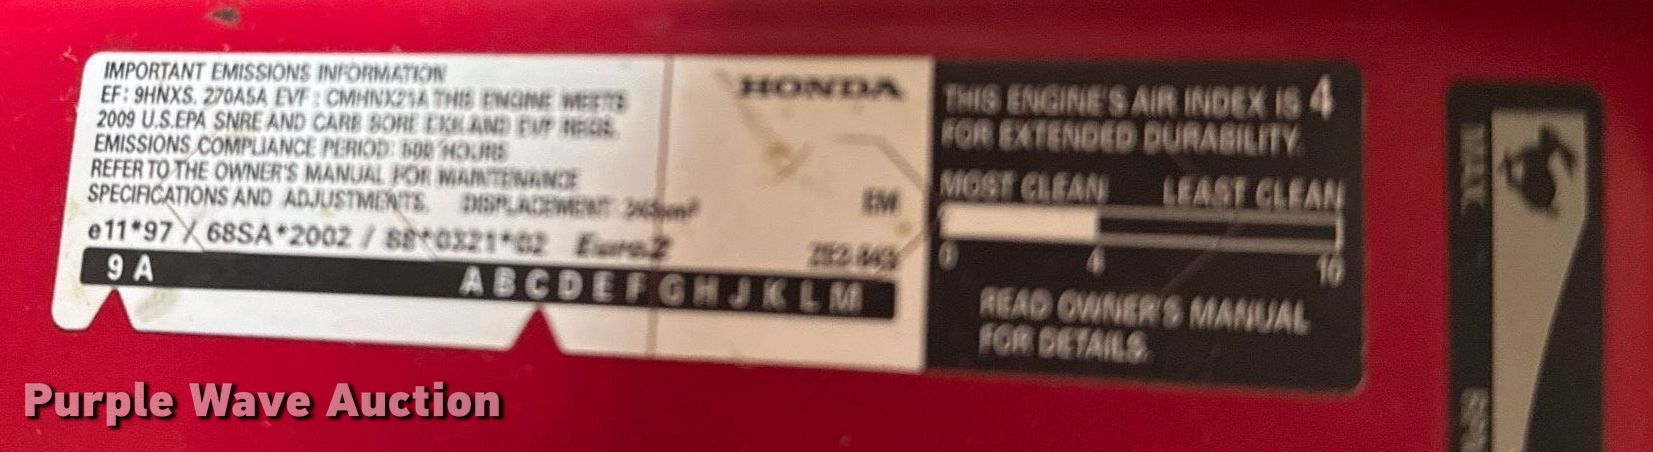 IMPORTANT EMISSIONS INFORMATION
EF: 9HNXS. 270A5A EVF: CMHNX21A THIS ENGINE MEETS
2009 U.S.EPA SNRE AND CARB SORE EXH AND EVP REGS.
EMISSIONS COMPLIANCE PERIOD: 500 HOURS
REFER TO THE OWNER'S MANUAL FOR MAINTENANCE
SPECIFICATIONS AND ADJUSTMENTS. DISPLACEMENT
e11*97 / 68SA*2002 / 88*0321*02 Euro.2
9 A A B C D E F G H J K L M
HONDA
EM
THIS ENGINE'S AIR INDEX IS 4
FOR EXTENDED DURABILITY.
MOST CLEAN LEAST CLEAN
0 4 10
READ OWNER'S MANUAL
FOR DETAILS.
MAX
Purple Wave Auction